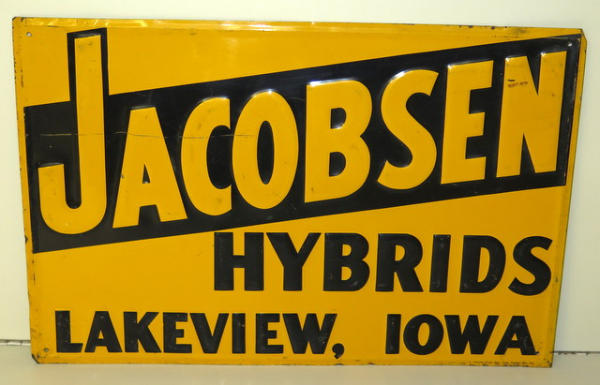 JACOBSEN
HYBRIDS
LAKEVIEW, IOWA